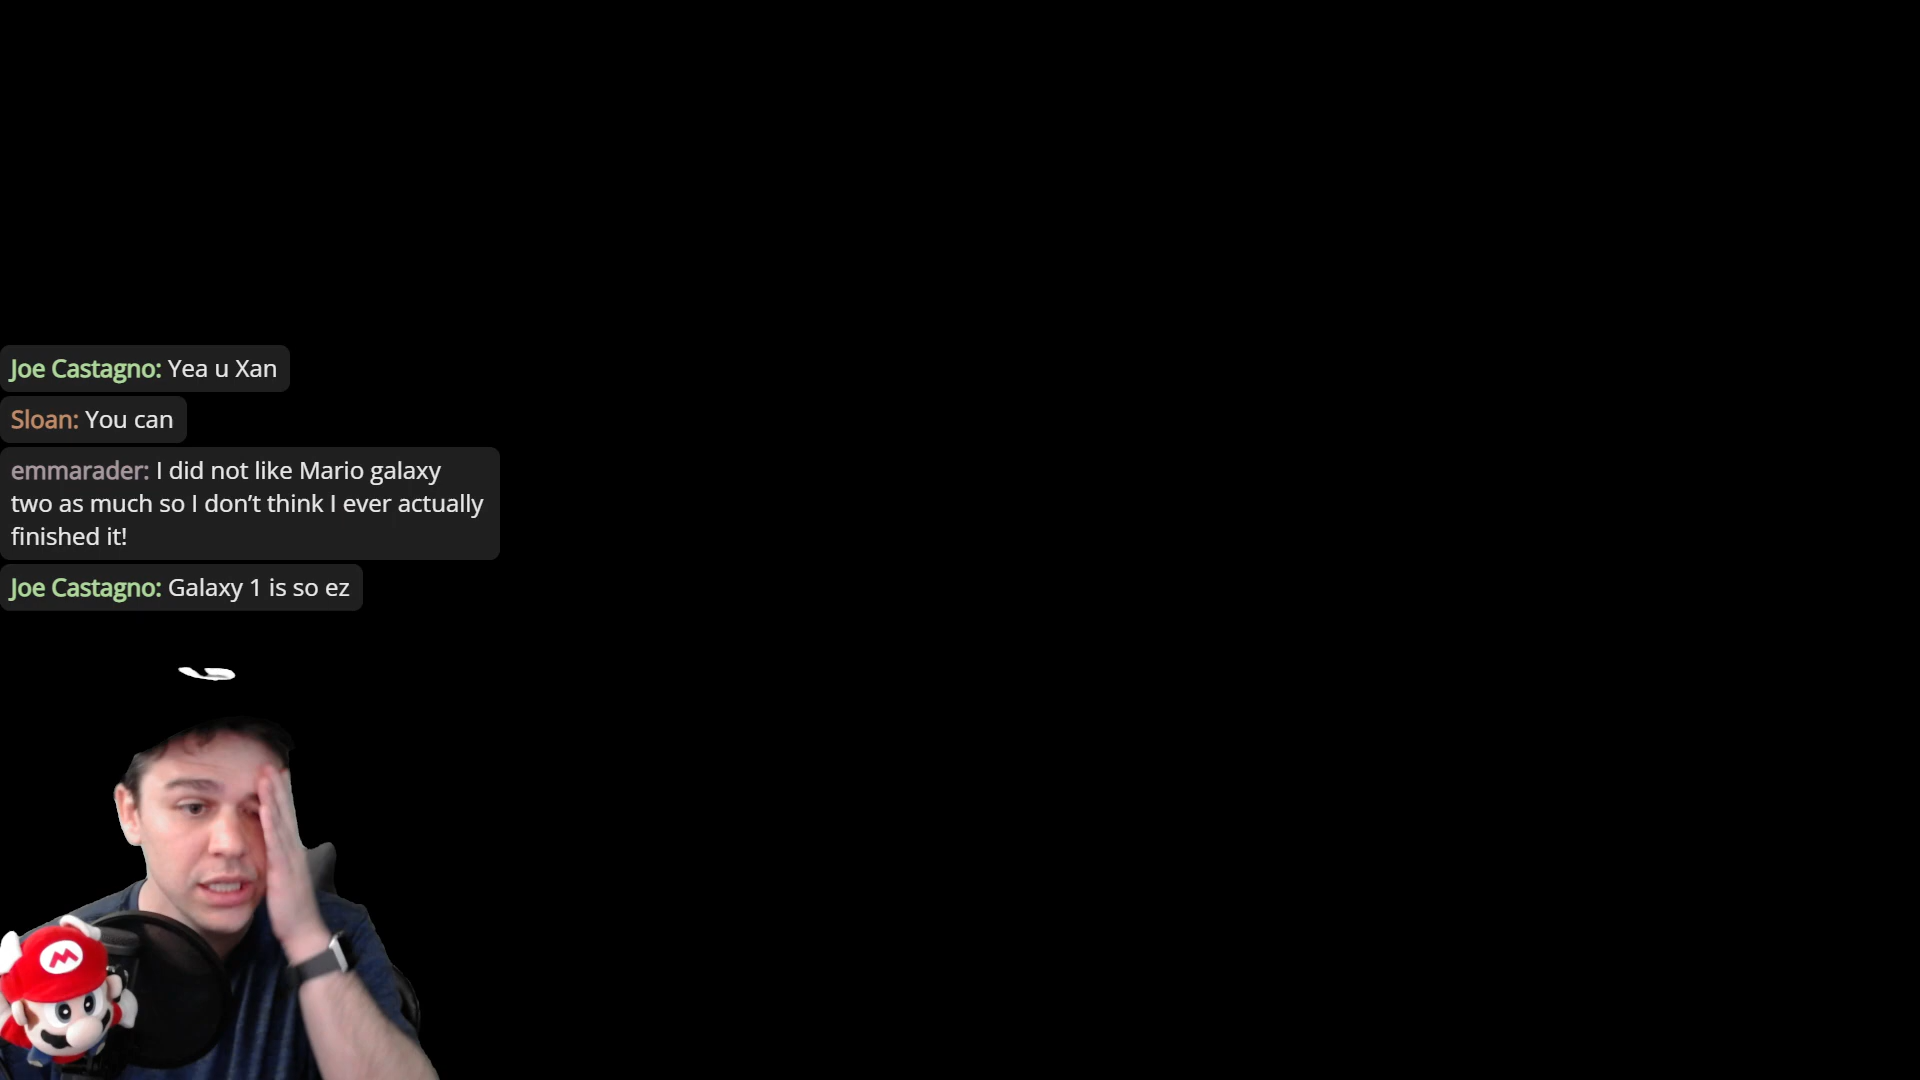 Joe Castagno: Yea u Xan
Sloan: You can
emmarader: I did not like Mario galaxy
two as much so I don’t think I ever actually
finished it!
Joe Castagno: Galaxy 1 is so ez
M